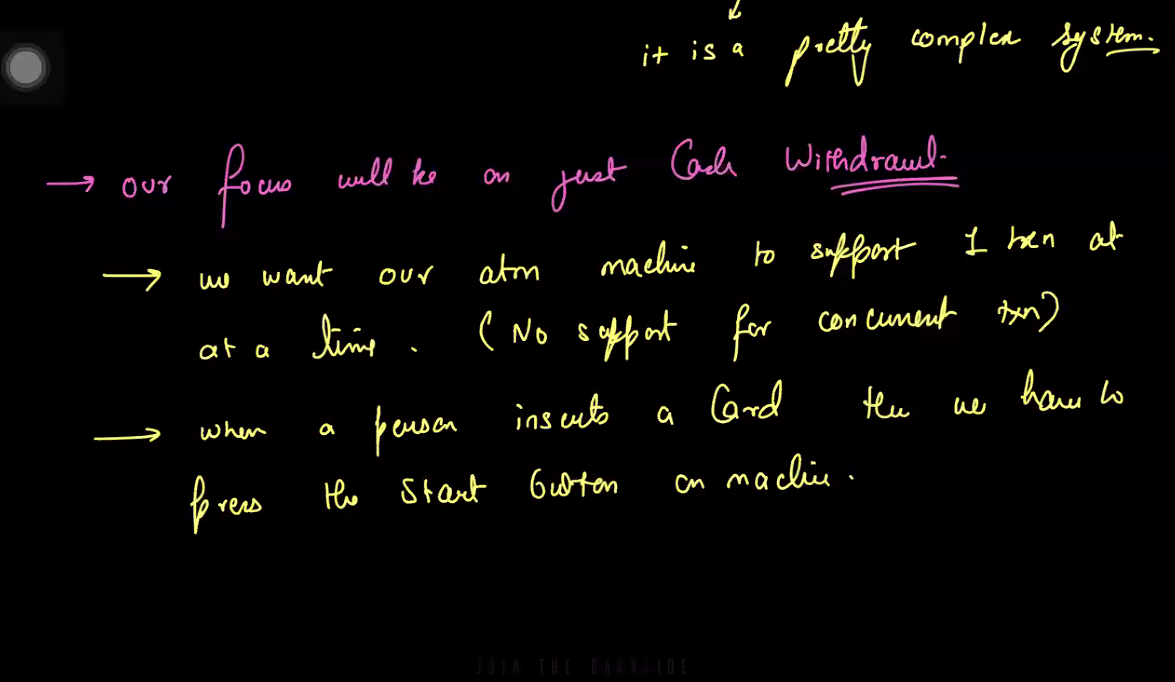 it is a pretty complex system.
→ our focus will be on just Cash Withdrawl.
→ we want our atm machine to support 1 txn at
at a time. (No support for concurrent txn)
→ when a person inserts a Card then we have to
press the start button on machine.
JOIN THE DARKSIDE